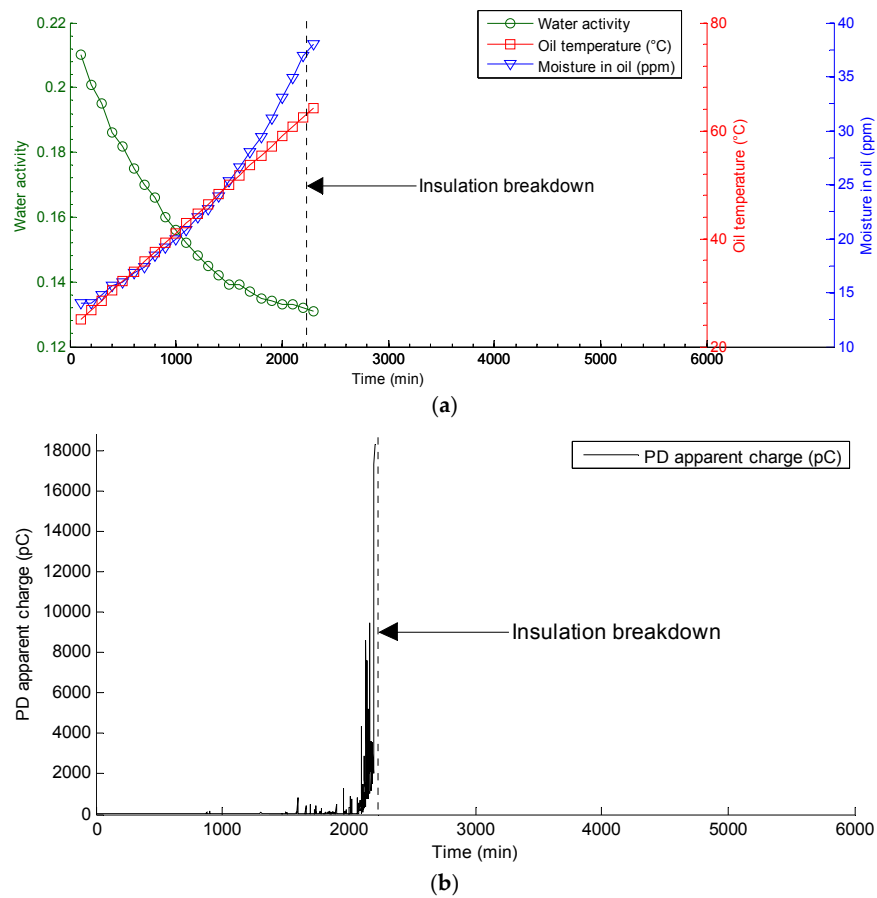 0.22
0.2
0.18
0.16
0.14
0.12
Water activity
Water activity
Oil temperature (°C)
Moisture in oil (ppm)
Insulation breakdown
80
60
40
20
Oil temperature (°C)
40
35
30
25
20
15
10
Moisture in oil (ppm)
0 1000 2000 3000 4000 5000 6000
Time (min)
(a)
18000
16000
14000
12000
10000
8000
6000
4000
2000
0
PD apparent charge (pC)
PD apparent charge (pC)
Insulation breakdown
0 1000 2000 3000 4000 5000 6000
Time (min)
(b)